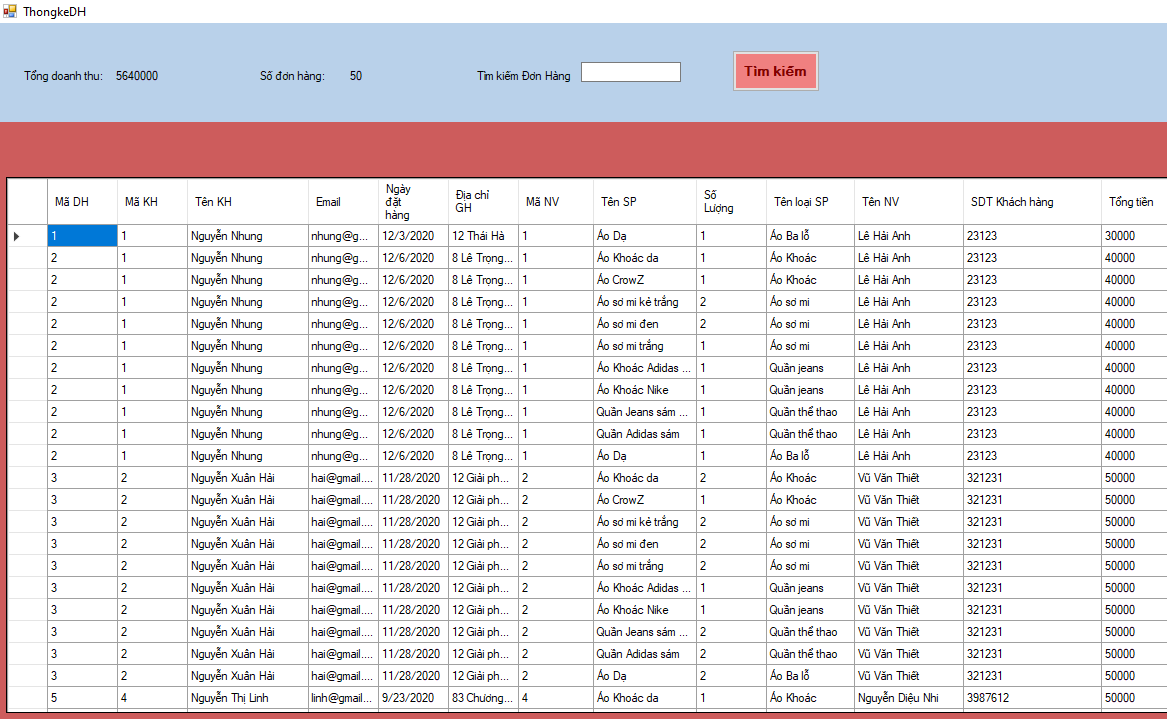 ThongkeDH
Tổng doanh thu: 5640000 Số đơn hàng: 50 Tìm kiếm Đơn Hàng Tìm kiếm
Mã DH Mã KH Tên KH Email Ngày đặt hàng Địa chỉ GH Mã NV Tên SP Số Lượng Tên loại SP Tên NV SDT Khách hàng Tổng tiền
1 1 Nguyễn Nhung nhung@g... 12/3/2020 12 Thái Hà 1 Áo Dạ 1 Áo Ba lỗ Lê Hải Anh 23123 30000
2 1 Nguyễn Nhung nhung@g... 12/6/2020 8 Lê Trọng... 1 Áo Khoác da 1 Áo Khoác Lê Hải Anh 23123 40000
2 1 Nguyễn Nhung nhung@g... 12/6/2020 8 Lê Trọng... 1 Áo CrowZ 1 Áo Khoác Lê Hải Anh 23123 40000
2 1 Nguyễn Nhung nhung@g... 12/6/2020 8 Lê Trọng... 1 Áo sơ mi kẻ trắng 2 Áo sơ mi Lê Hải Anh 23123 40000
2 1 Nguyễn Nhung nhung@g... 12/6/2020 8 Lê Trọng... 1 Áo sơ mi đen 2 Áo sơ mi Lê Hải Anh 23123 40000
2 1 Nguyễn Nhung nhung@g... 12/6/2020 8 Lê Trọng... 1 Áo sơ mi trắng 1 Áo sơ mi Lê Hải Anh 23123 40000
2 1 Nguyễn Nhung nhung@g... 12/6/2020 8 Lê Trọng... 1 Áo Khoác Adidas ... 1 Quần jeans Lê Hải Anh 23123 40000
2 1 Nguyễn Nhung nhung@g... 12/6/2020 8 Lê Trọng... 1 Áo Khoác Nike 1 Quần jeans Lê Hải Anh 23123 40000
2 1 Nguyễn Nhung nhung@g... 12/6/2020 8 Lê Trọng... 1 Quần Jeans sám ... 1 Quần thể thao Lê Hải Anh 23123 40000
2 1 Nguyễn Nhung nhung@g... 12/6/2020 8 Lê Trọng... 1 Quần Adidas sám 1 Quần thể thao Lê Hải Anh 23123 40000
2 1 Nguyễn Nhung nhung@g... 12/6/2020 8 Lê Trọng... 1 Áo Dạ 1 Áo Ba lỗ Lê Hải Anh 23123 40000
3 2 Nguyễn Xuân Hải hai@gmail.... 11/28/2020 12 Giải ph... 2 Áo Khoác da 2 Áo Khoác Vũ Văn Thiết 321231 50000
3 2 Nguyễn Xuân Hải hai@gmail.... 11/28/2020 12 Giải ph... 2 Áo CrowZ 1 Áo Khoác Vũ Văn Thiết 321231 50000
3 2 Nguyễn Xuân Hải hai@gmail.... 11/28/2020 12 Giải ph... 2 Áo sơ mi kẻ trắng 2 Áo sơ mi Vũ Văn Thiết 321231 50000
3 2 Nguyễn Xuân Hải hai@gmail.... 11/28/2020 12 Giải ph... 2 Áo sơ mi đen 2 Áo sơ mi Vũ Văn Thiết 321231 50000
3 2 Nguyễn Xuân Hải hai@gmail.... 11/28/2020 12 Giải ph... 2 Áo sơ mi trắng 2 Áo sơ mi Vũ Văn Thiết 321231 50000
3 2 Nguyễn Xuân Hải hai@gmail.... 11/28/2020 12 Giải ph... 2 Áo Khoác Adidas ... 1 Quần jeans Vũ Văn Thiết 321231 50000
3 2 Nguyễn Xuân Hải hai@gmail.... 11/28/2020 12 Giải ph... 2 Áo Khoác Nike 1 Quần jeans Vũ Văn Thiết 321231 50000
3 2 Nguyễn Xuân Hải hai@gmail.... 11/28/2020 12 Giải ph... 2 Quần Jeans sám ... 2 Quần thể thao Vũ Văn Thiết 321231 50000
3 2 Nguyễn Xuân Hải hai@gmail.... 11/28/2020 12 Giải ph... 2 Quần Adidas sám 2 Quần thể thao Vũ Văn Thiết 321231 50000
3 2 Nguyễn Xuân Hải hai@gmail.... 11/28/2020 12 Giải ph... 2 Áo Dạ 2 Áo Ba lỗ Vũ Văn Thiết 321231 50000
5 4 Nguyễn Thị Linh linh@gmail... 9/23/2020 83 Chương... 4 Áo Khoác da 1 Áo Khoác Nguyễn Diệu Nhi 3987612 50000